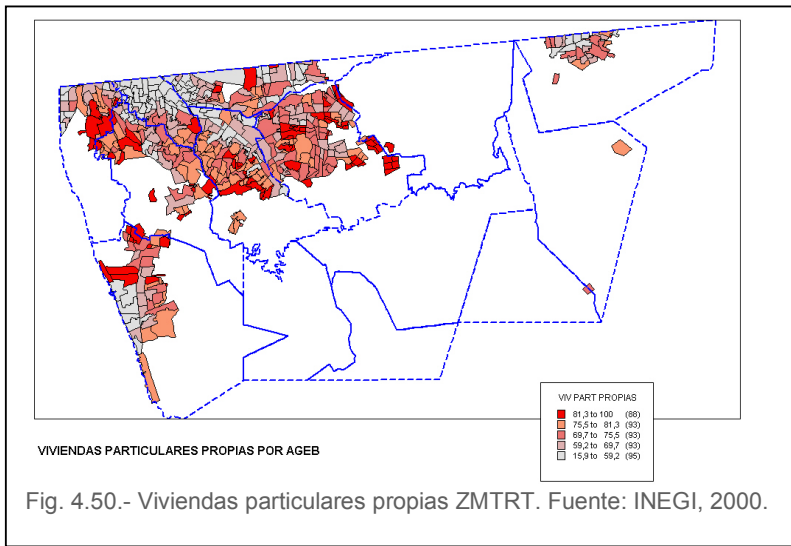 VIV PART PROPIAS
81,3 to 100 (88)
75,5 to 81,3 (93)
69,7 to 75,5 (93)
59,2 to 69,7 (93)
15,9 to 59,2 (95)
VIVIENDAS PARTICULARES PROPIAS POR AGEB
Fig. 4.50.- Viviendas particulares propias ZMTRT. Fuente: INEGI, 2000.